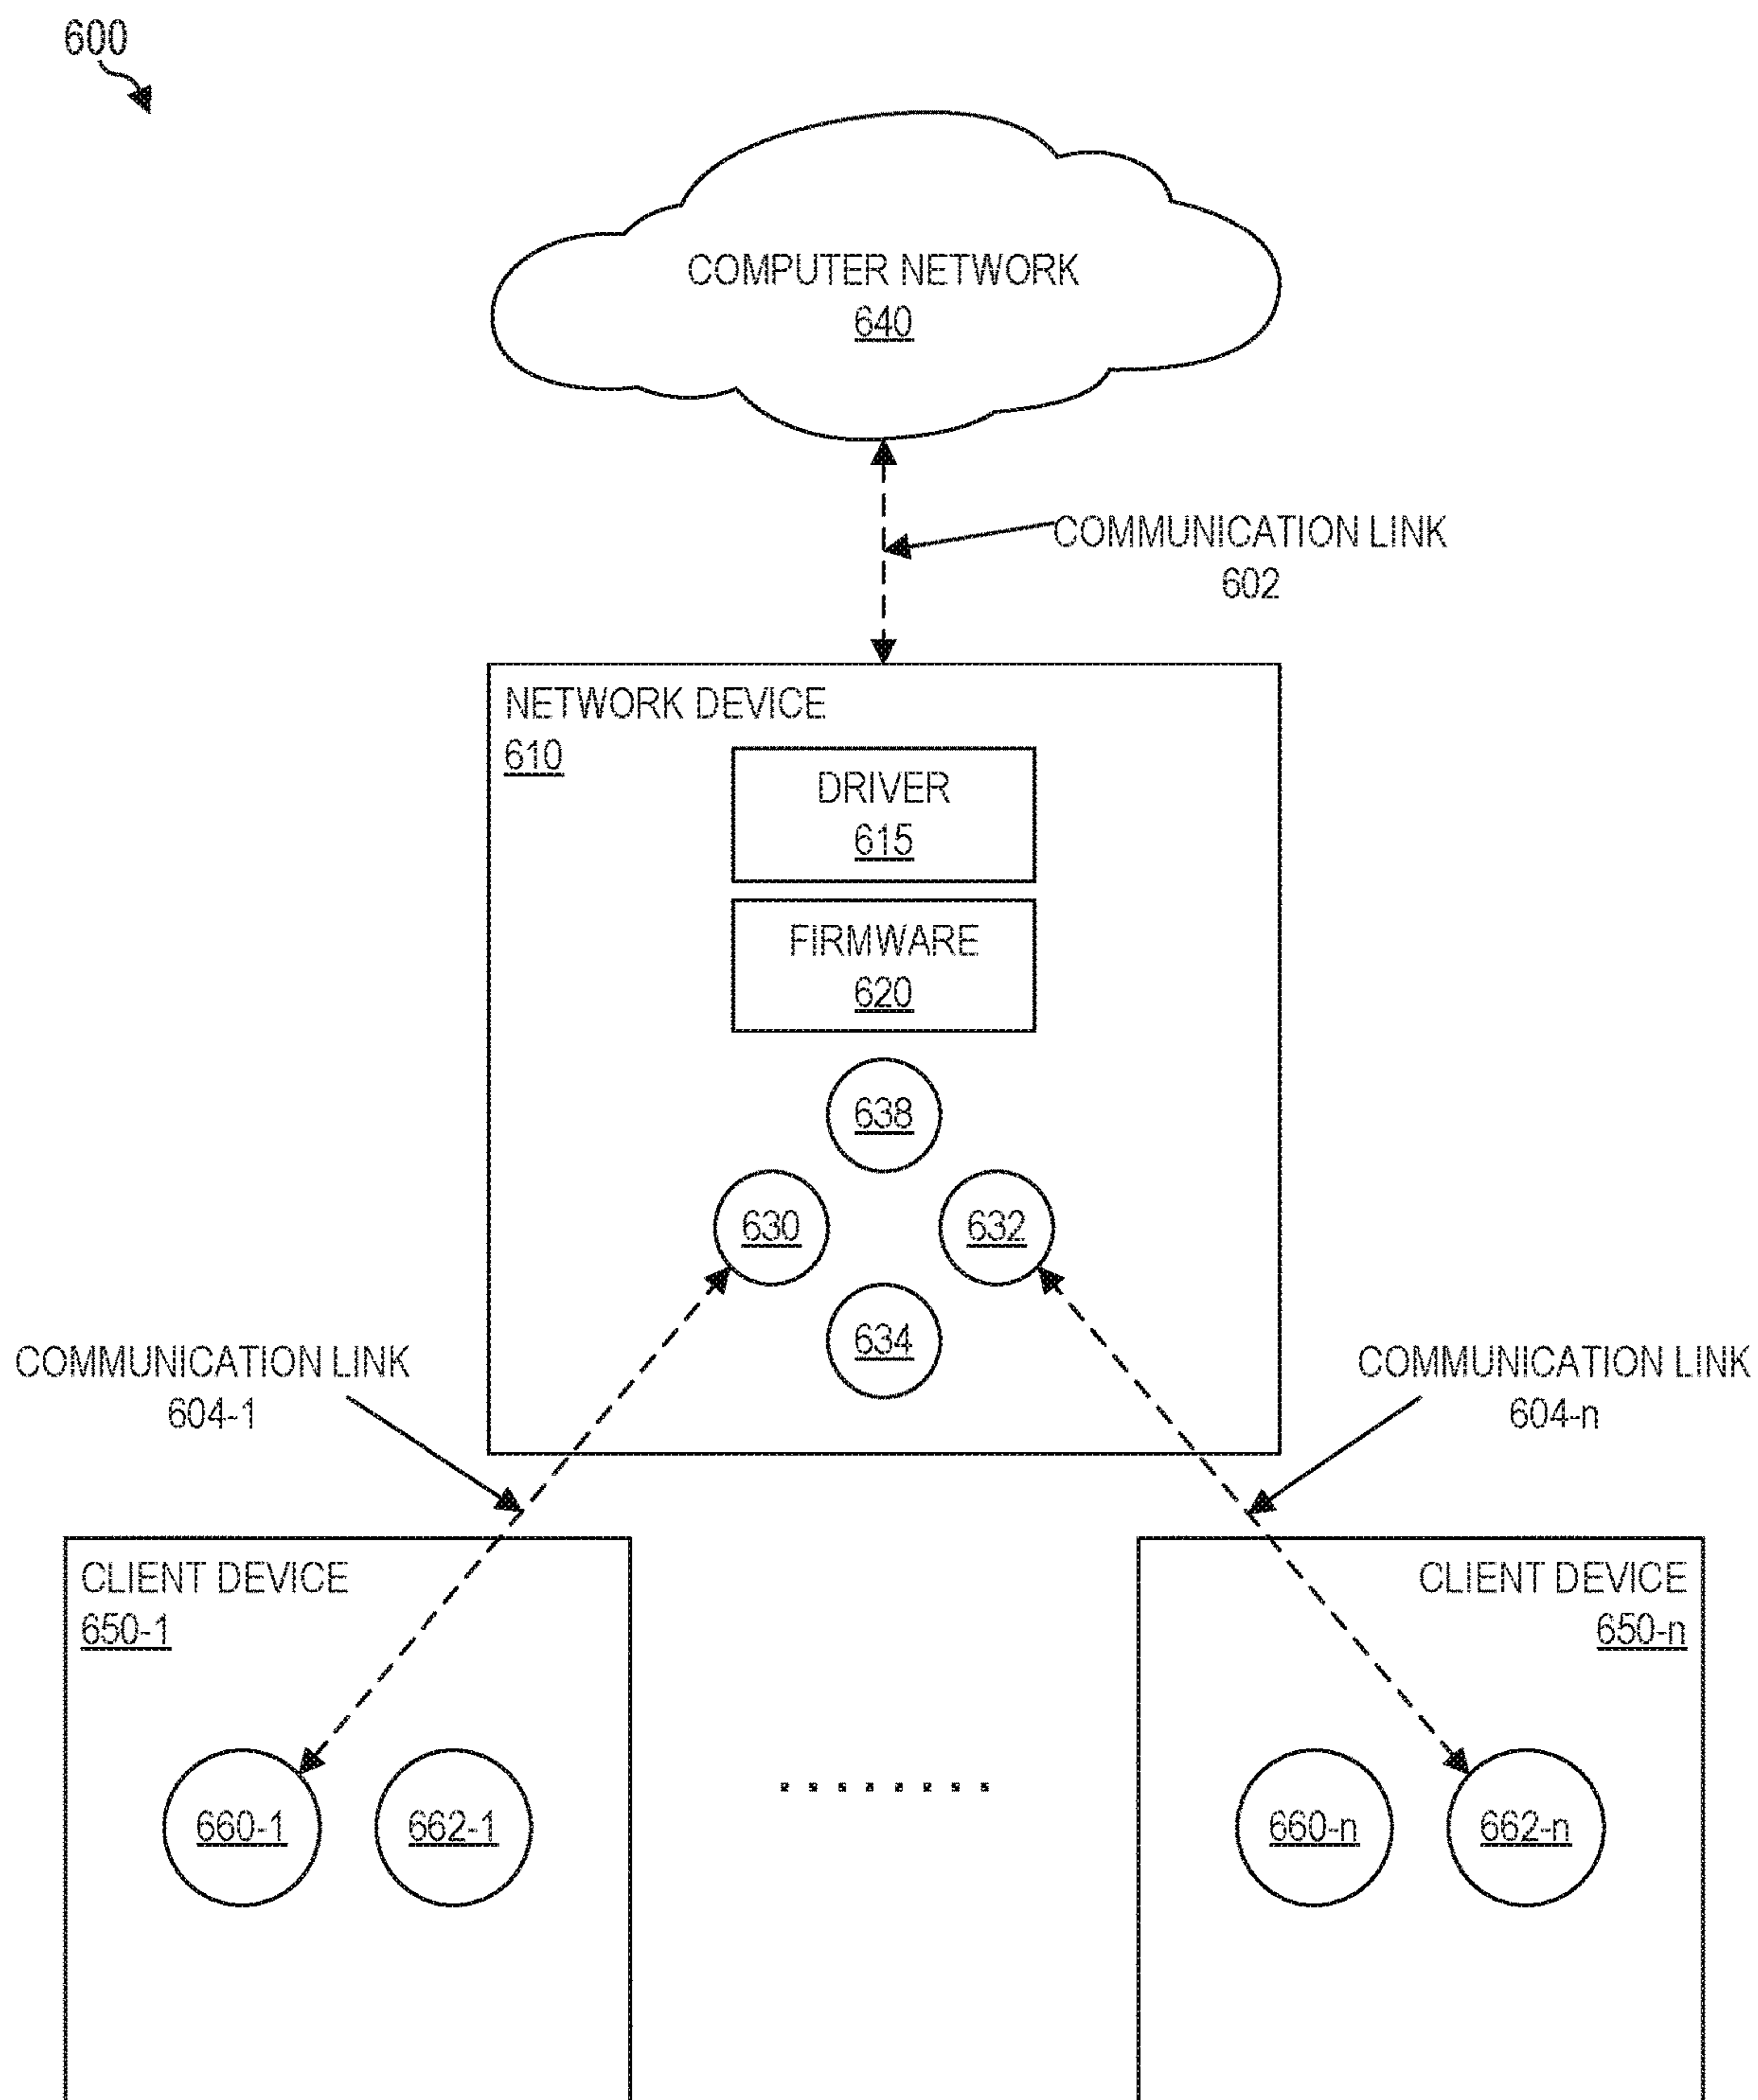 600
COMPUTER NETWORK
640
COMMUNICATION LINK
602
NETWORK DEVICE
610
DRIVER
615
FIRMWARE
620
638
630
632
634
COMMUNICATION LINK
604-1
COMMUNICATION LINK
604-n
CLIENT DEVICE
650-1
CLIENT DEVICE
650-n
660-1
662-1
........
660-n
662-n